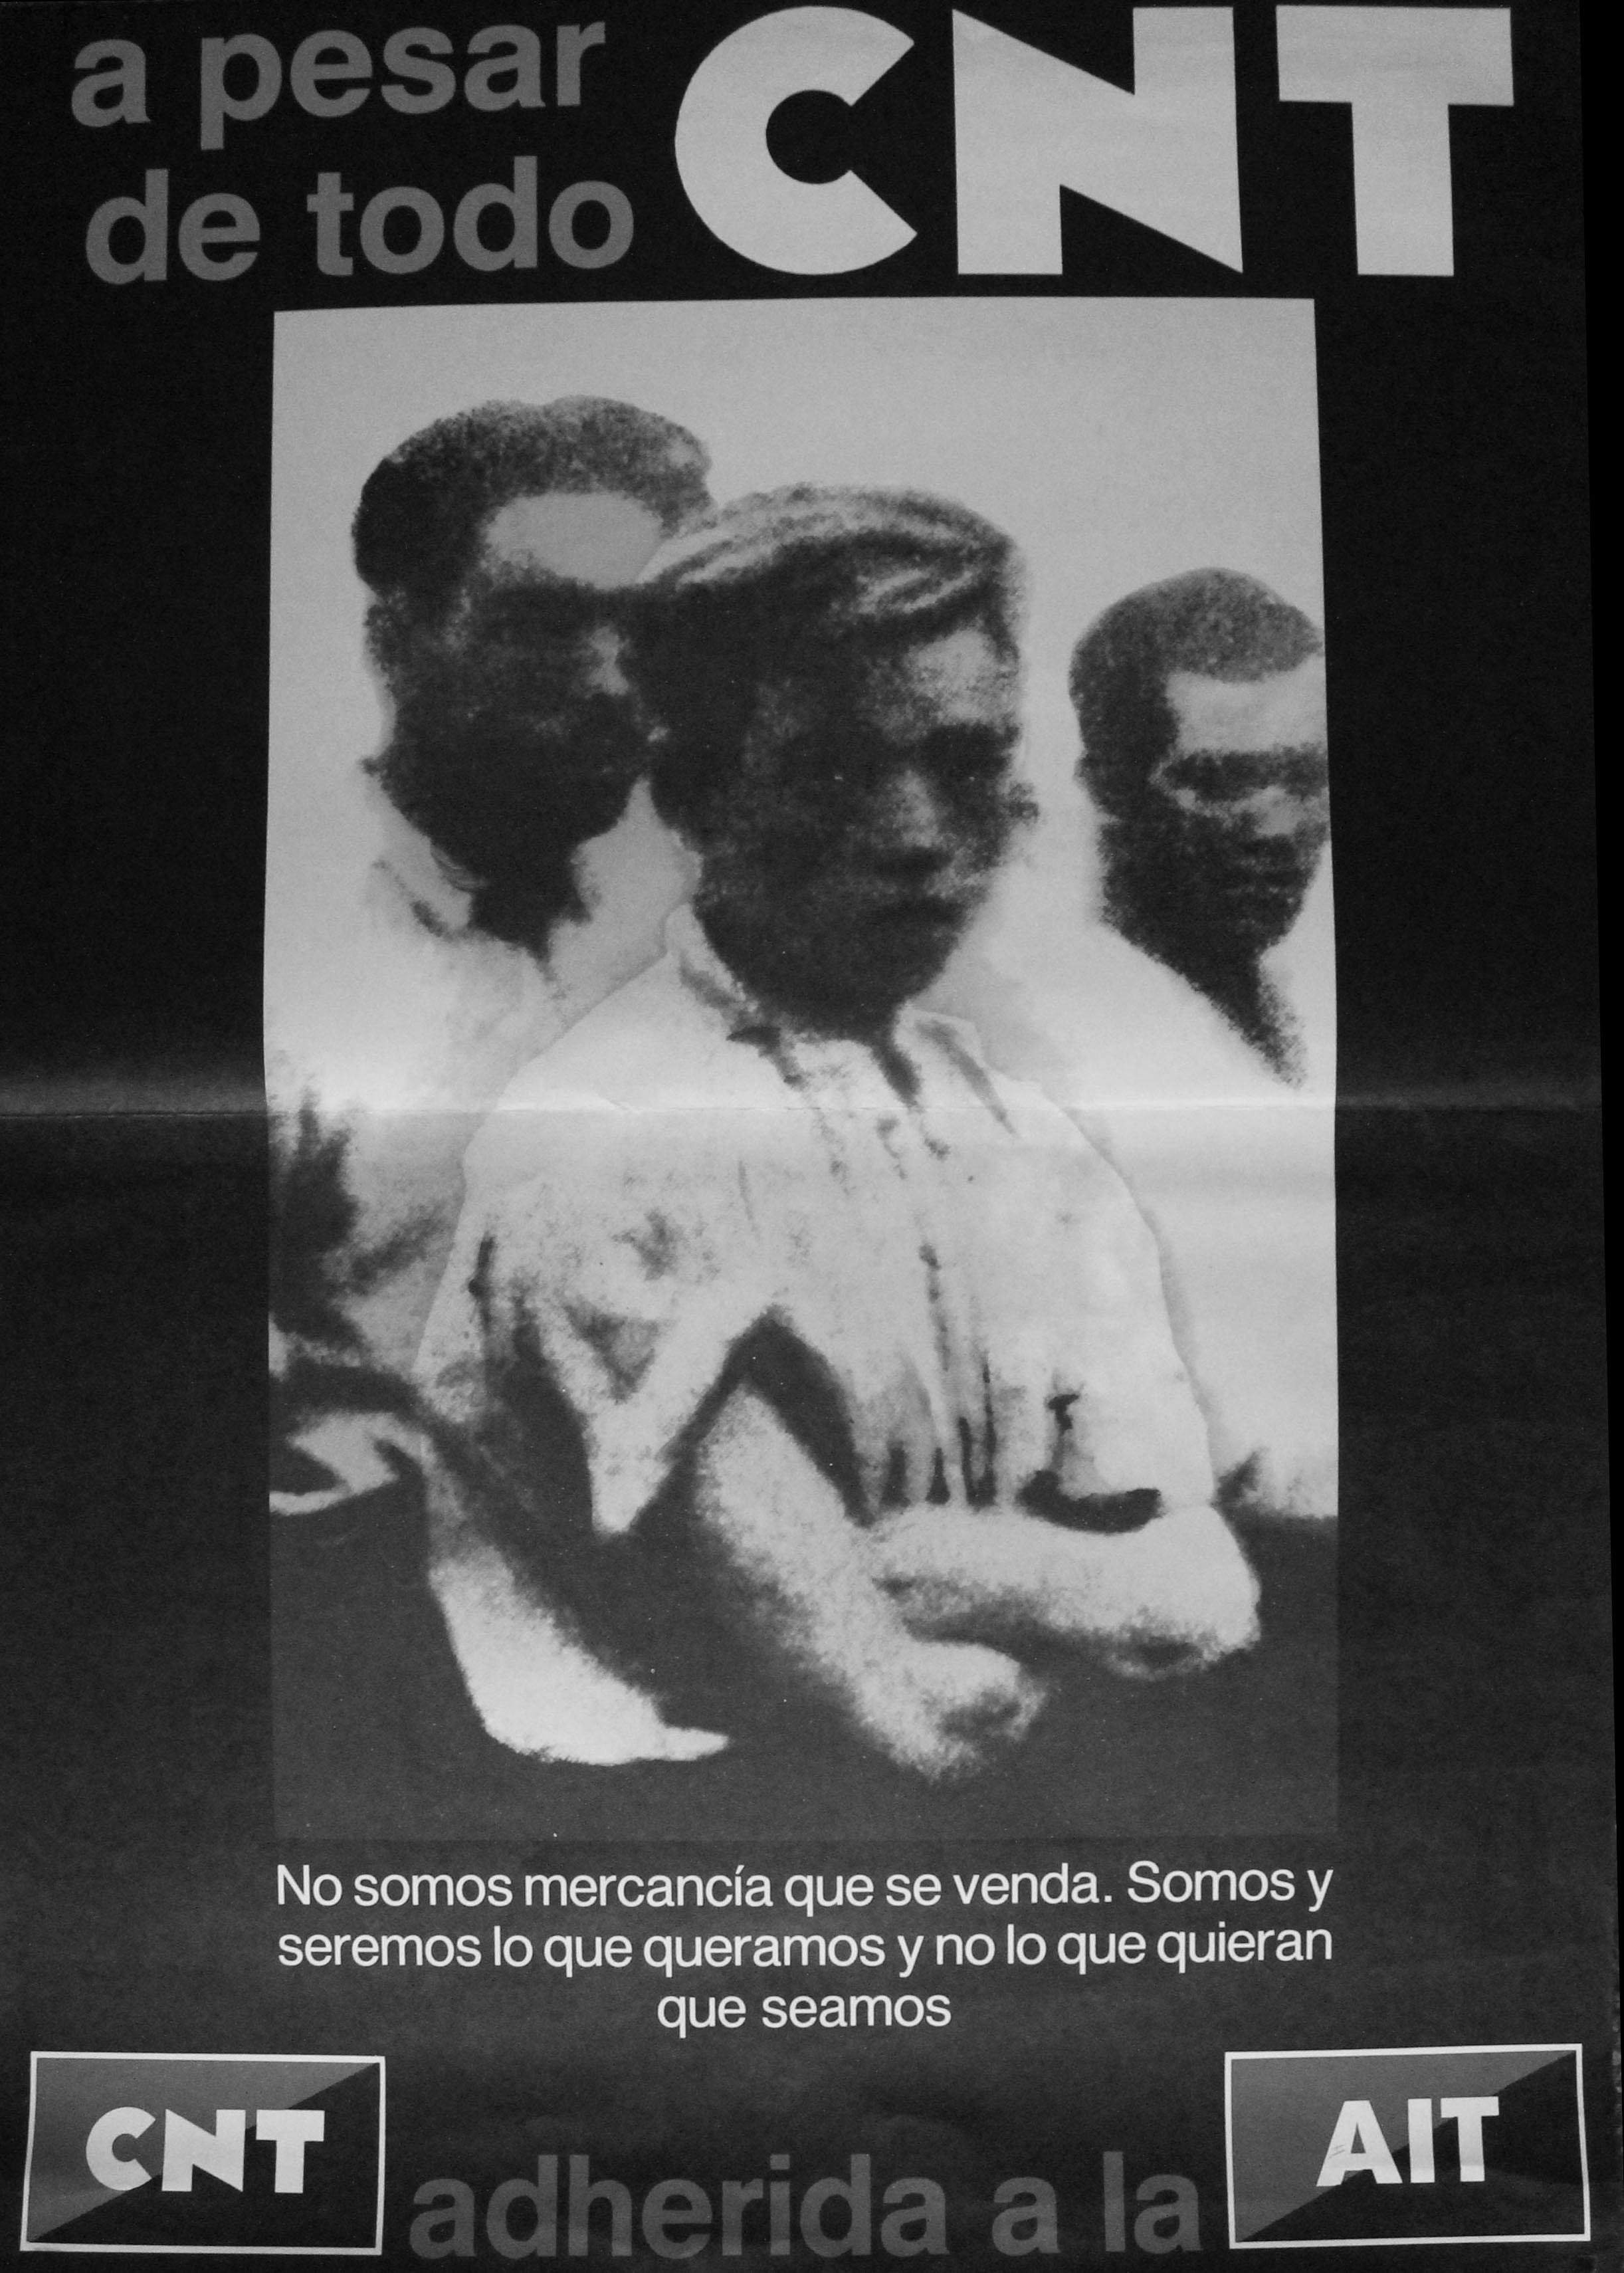 a pesar
de todo
CNT
No somos mercancía que se venda. Somos y
seremos lo que queramos y no lo que quieran
que seamos
CNT
adherida a la
AIT